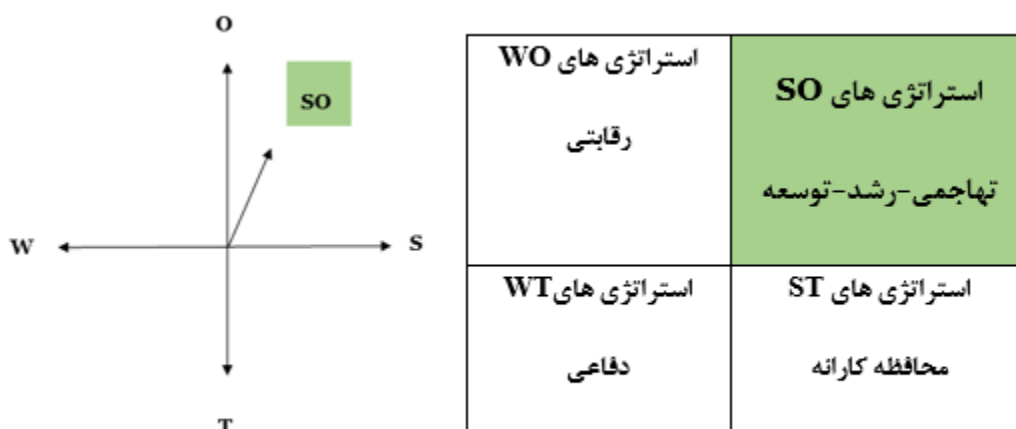 O
SO
W
S
T
استراتژی های SO
تهاجمی-رشد-توسعه
استراتژی های WO
رقابتی
استراتژی های ST
محافظه کارانه
استراتژی هایWT
دفاعی